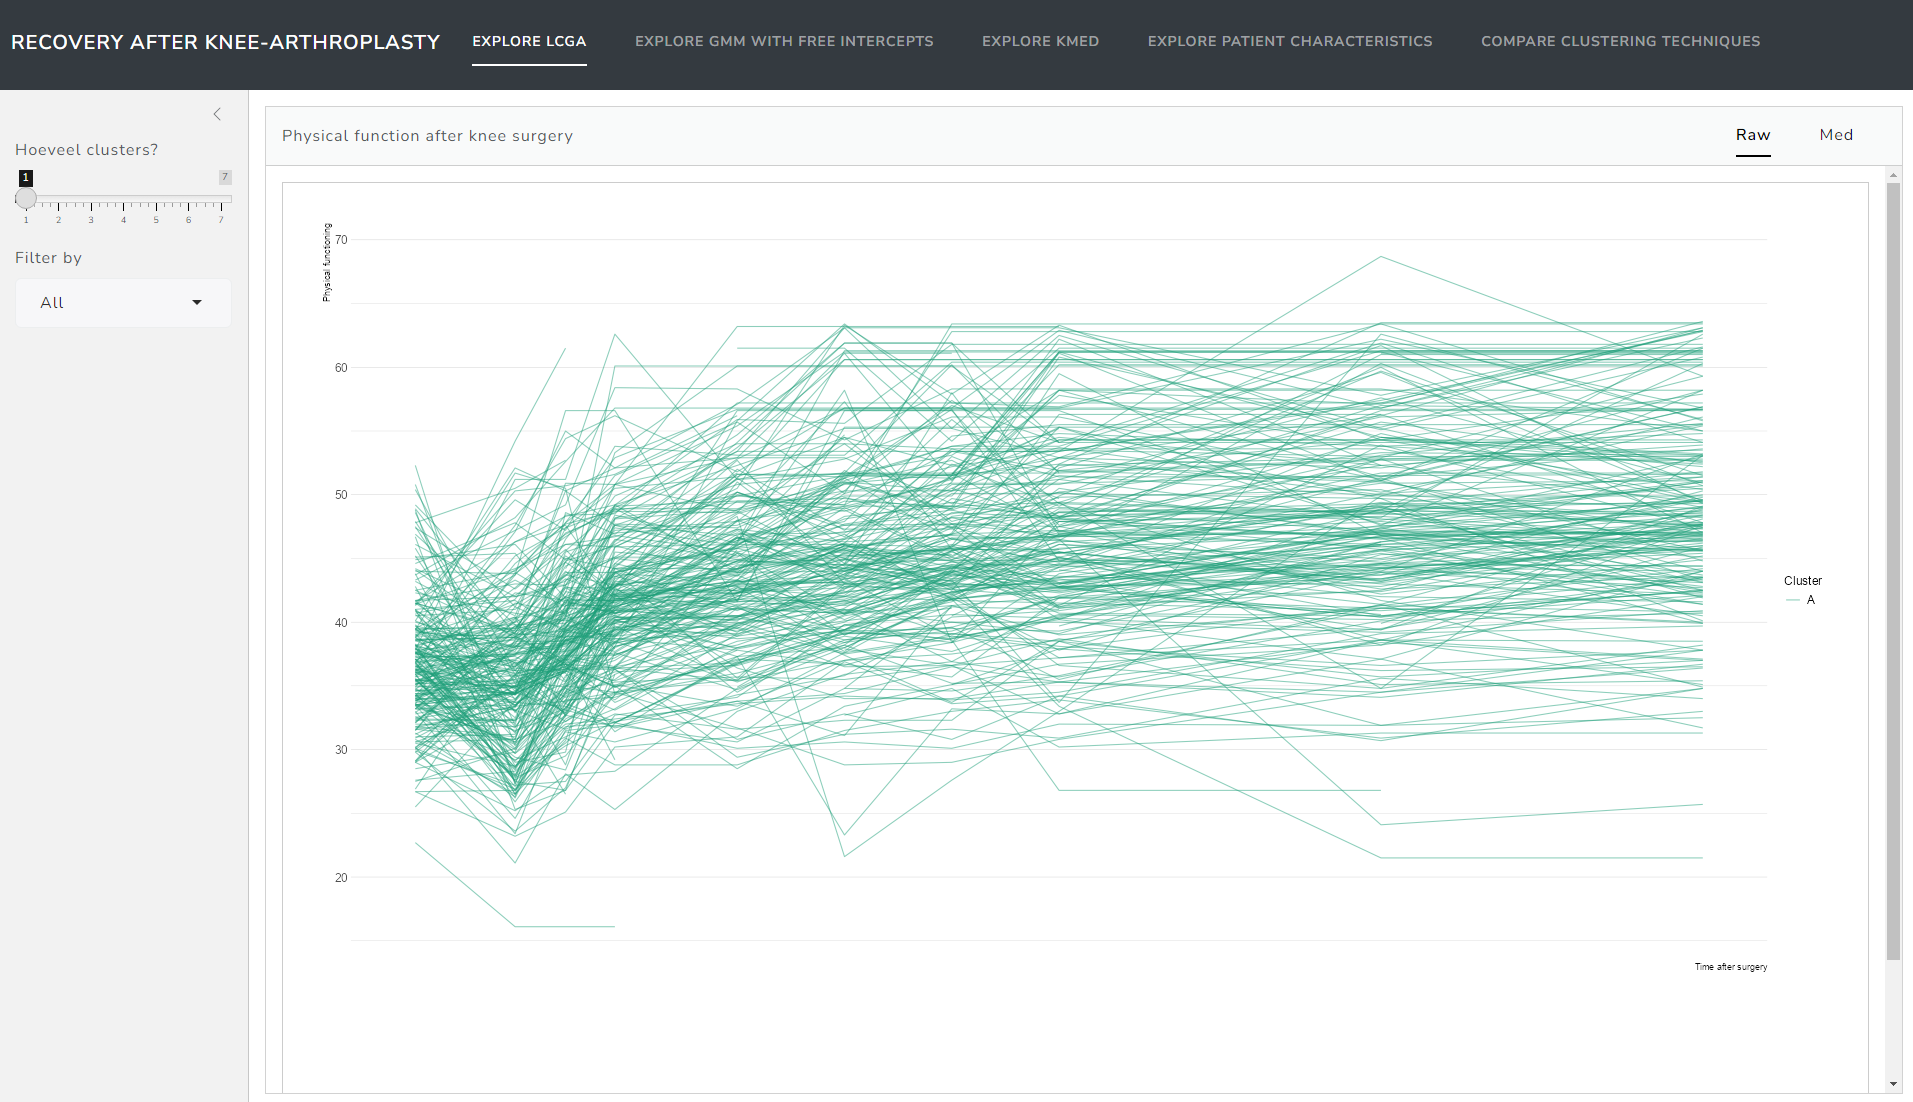 RECOVERY AFTER KNEE-ARTHROPLASTY EXPLORE LCGA EXPLORE GMM WITH FREE INTERCEPTS EXPLORE KMED EXPLORE PATIENT CHARACTERISTICS COMPARE CLUSTERING TECHNIQUES
Hoeveel clusters?
1 7
1 2 3 4 5 6 7
Filter by
All
Physical function after knee surgery Raw Med
Physical functioning
70
60
50
40
30
20
Time after surgery
Cluster
A